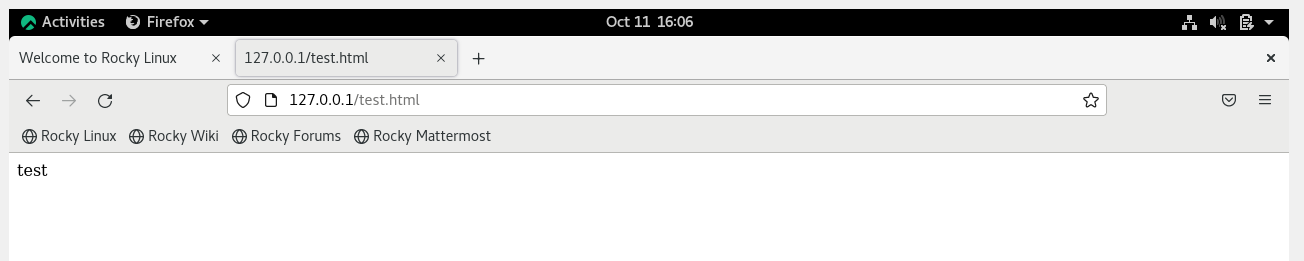 Activities Firefox Oct 11 16:06
Welcome to Rocky Linux 127.0.0.1/test.html
127.0.0.1/test.html
Rocky Linux Rocky Wiki Rocky Forums Rocky Mattermost
test